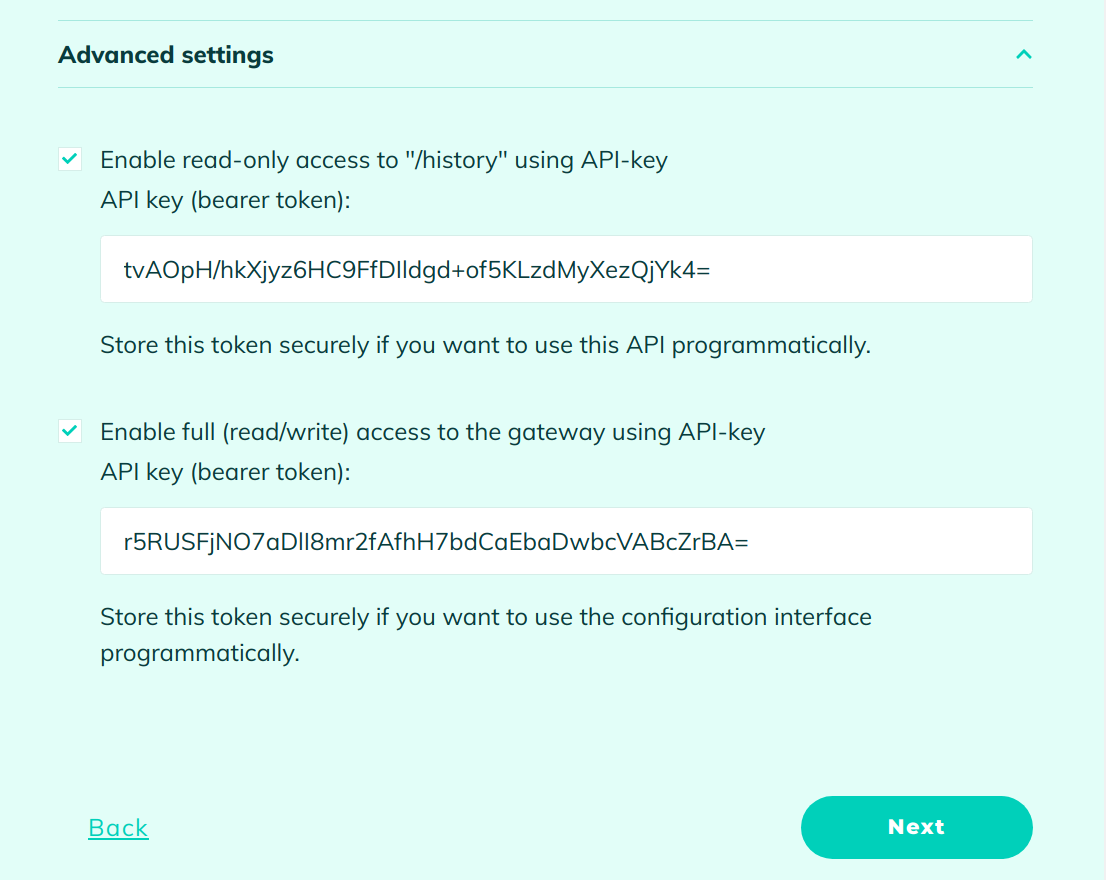 Advanced settings
Enable read-only access to "/history" using API-key
API key (bearer token):
tvAOpH/hkXjyz6HC9FfDlldgd+of5KLzdMyXezQjYk4=
Store this token securely if you want to use this API programmatically.
Enable full (read/write) access to the gateway using API-key
API key (bearer token):
r5RUSFjNO7aDlI8mr2fAfhH7bdCaEbaDwbcVABcZrBA=
Store this token securely if you want to use the configuration interface
programmatically.
Back
Next